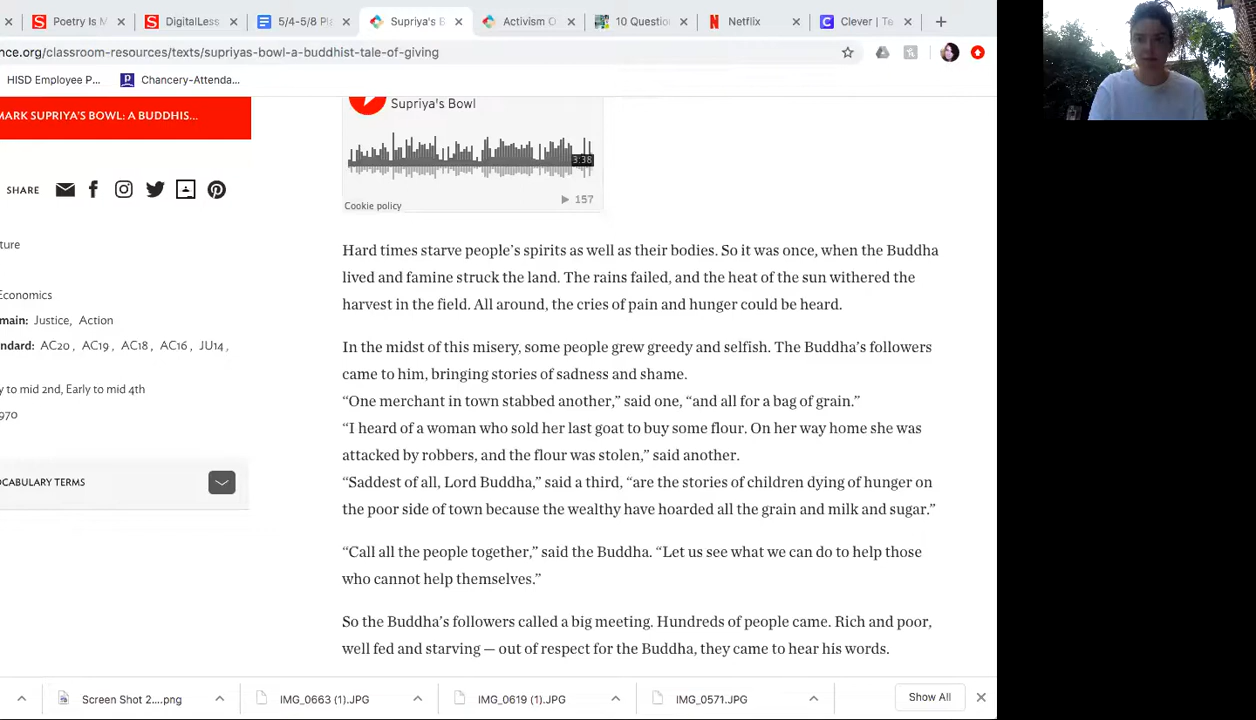 Poetry Is M
DigitalLess
5/4-5/8 Pl
Supriya's B
Activism O
10 Questio
Netflix
Clever | Te
nce.org/classroom-resources/texts/supriyas-bowl-a-buddhist-tale-of-giving
HISD Employee P...
Chancery-Attenda...
MARK SUPRIYA'S BOWL: A BUDDHIS...
Supriya's Bowl
3:38
SHARE
Cookie policy
157
ture
Economics
main: Justice, Action
ndard: AC20, AC19, AC18, AC16, JU14,
y to mid 2nd, Early to mid 4th
970
OCABULARY TERMS
Hard times starve people’s spirits as well as their bodies. So it was once, when the Buddha
lived and famine struck the land. The rains failed, and the heat of the sun withered the
harvest in the field. All around, the cries of pain and hunger could be heard.
In the midst of this misery, some people grew greedy and selfish. The Buddha’s followers
came to him, bringing stories of sadness and shame.
“One merchant in town stabbed another,” said one, “and all for a bag of grain.”
“I heard of a woman who sold her last goat to buy some flour. On her way home she was
attacked by robbers, and the flour was stolen,” said another.
“Saddest of all, Lord Buddha,” said a third, “are the stories of children dying of hunger on
the poor side of town because the wealthy have hoarded all the grain and milk and sugar.”
“Call all the people together,” said the Buddha. “Let us see what we can do to help those
who cannot help themselves.”
So the Buddha’s followers called a big meeting. Hundreds of people came. Rich and poor,
well fed and starving — out of respect for the Buddha, they came to hear his words.
Screen Shot 2....png
IMG_0663 (1).JPG
IMG_0619 (1).JPG
IMG_0571.JPG
Show All